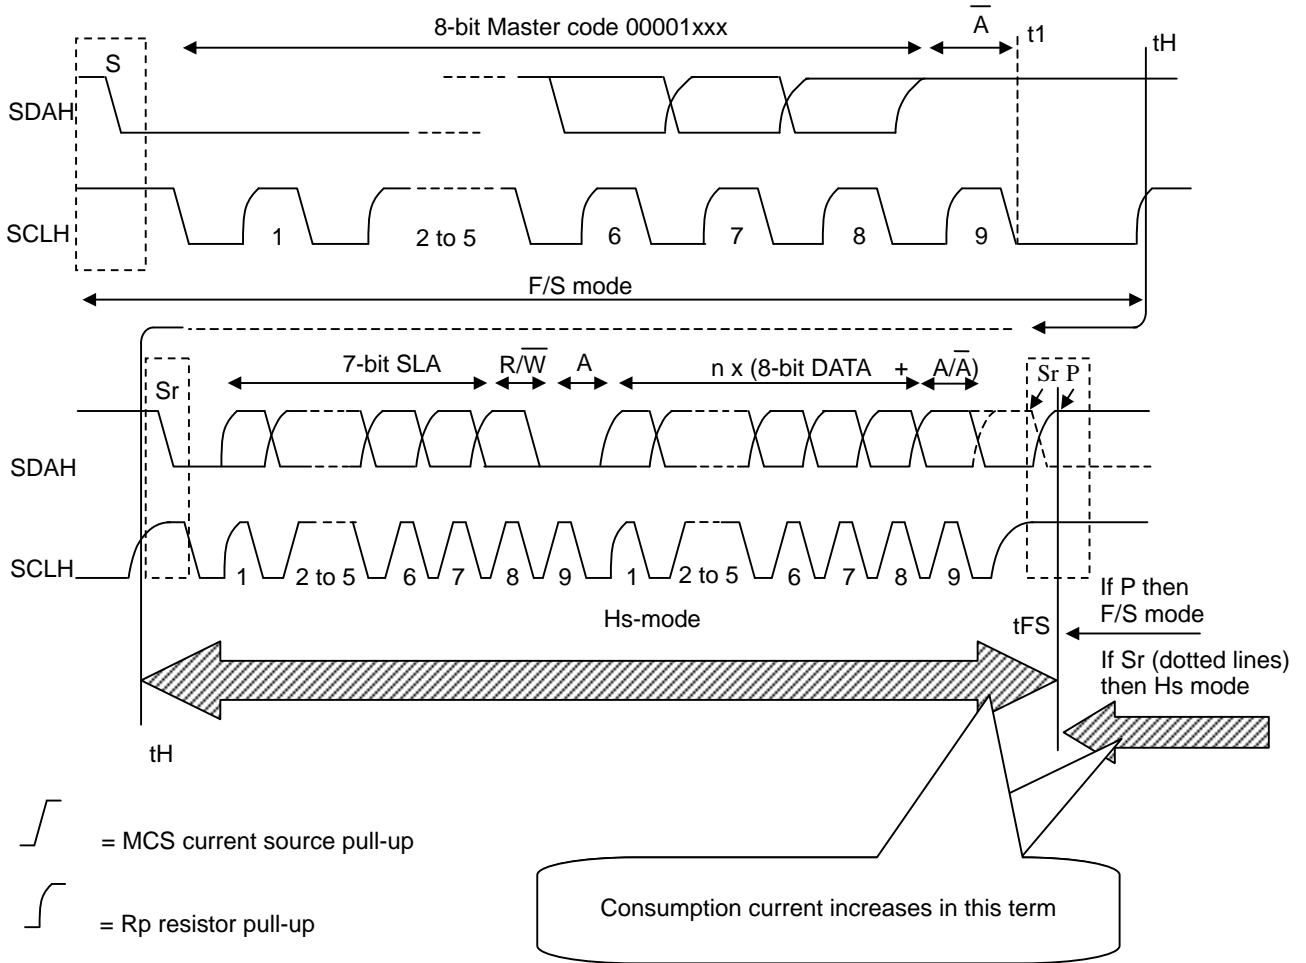 8-bit Master code 00001xxx
A̅
t1
tH
S
SDAH
SCLH
1
2 to 5
6
7
8
9
F/S mode
7-bit SLA
R/W̅
A
n x (8-bit DATA + A/A̅)
Sr
Sr P
SDAH
SCLH
1
2 to 5
6
7
8
9
1
2 to 5
6
7
8
9
Hs-mode
tFS
If P then
F/S mode
If Sr (dotted lines)
then Hs mode
tH
= MCS current source pull-up
= Rp resistor pull-up
Consumption current increases in this term